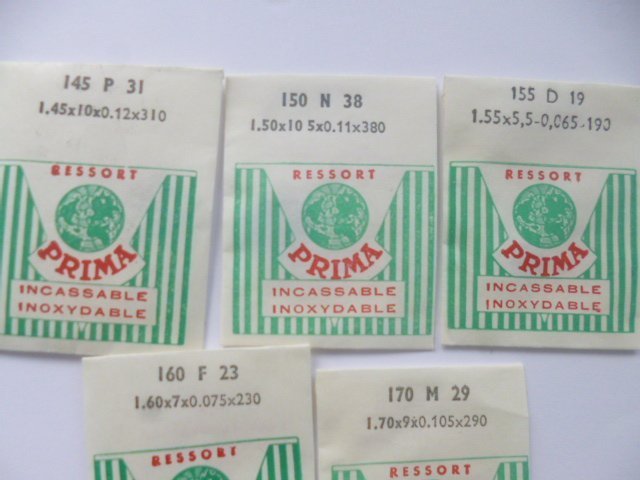 145 P 31
1.45x10x0.12x310
RESSORT
PRIMA
INCASSABLE
INOXYDABLE
150 N 38
1.50x10 5x0.11x380
RESSORT
PRIMA
INCASSABLE
INOXYDABLE
155 D 19
1.55x5,5-0,065-190
RESSORT
PRIMA
INCASSABLE
INOXYDABLE
160 F 23
1.60x7x0.075x230
RESSORT
170 M 29
1.70x9x0.105x290
RESSORT